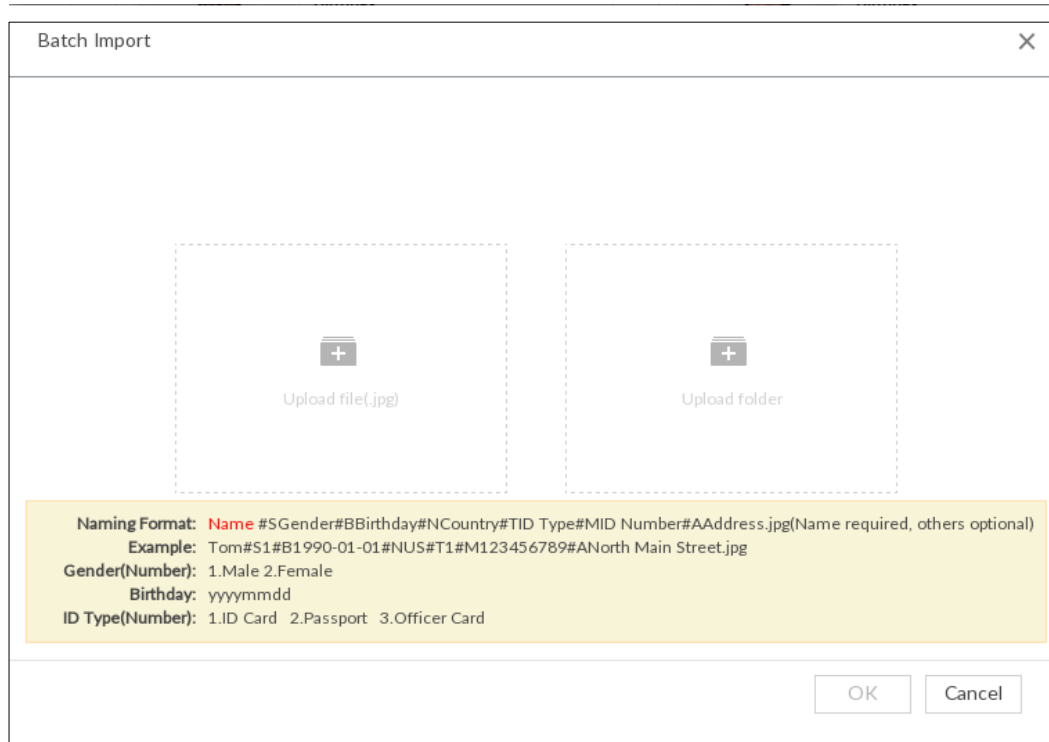 Batch Import
Upload file(.jpg)
Upload folder
Naming Format: Name #SGender#BBirthday#NCountry#TID Type#MID Number#AAddress.jpg(Name required, others optional)
Example: Tom#S1#B1990-01-01#NUS#T1#M123456789#ANorth Main Street.jpg
Gender(Number): 1.Male 2.Female
Birthday: yyyymmdd
ID Type(Number): 1.ID Card 2.Passport 3.Officer Card
OK
Cancel